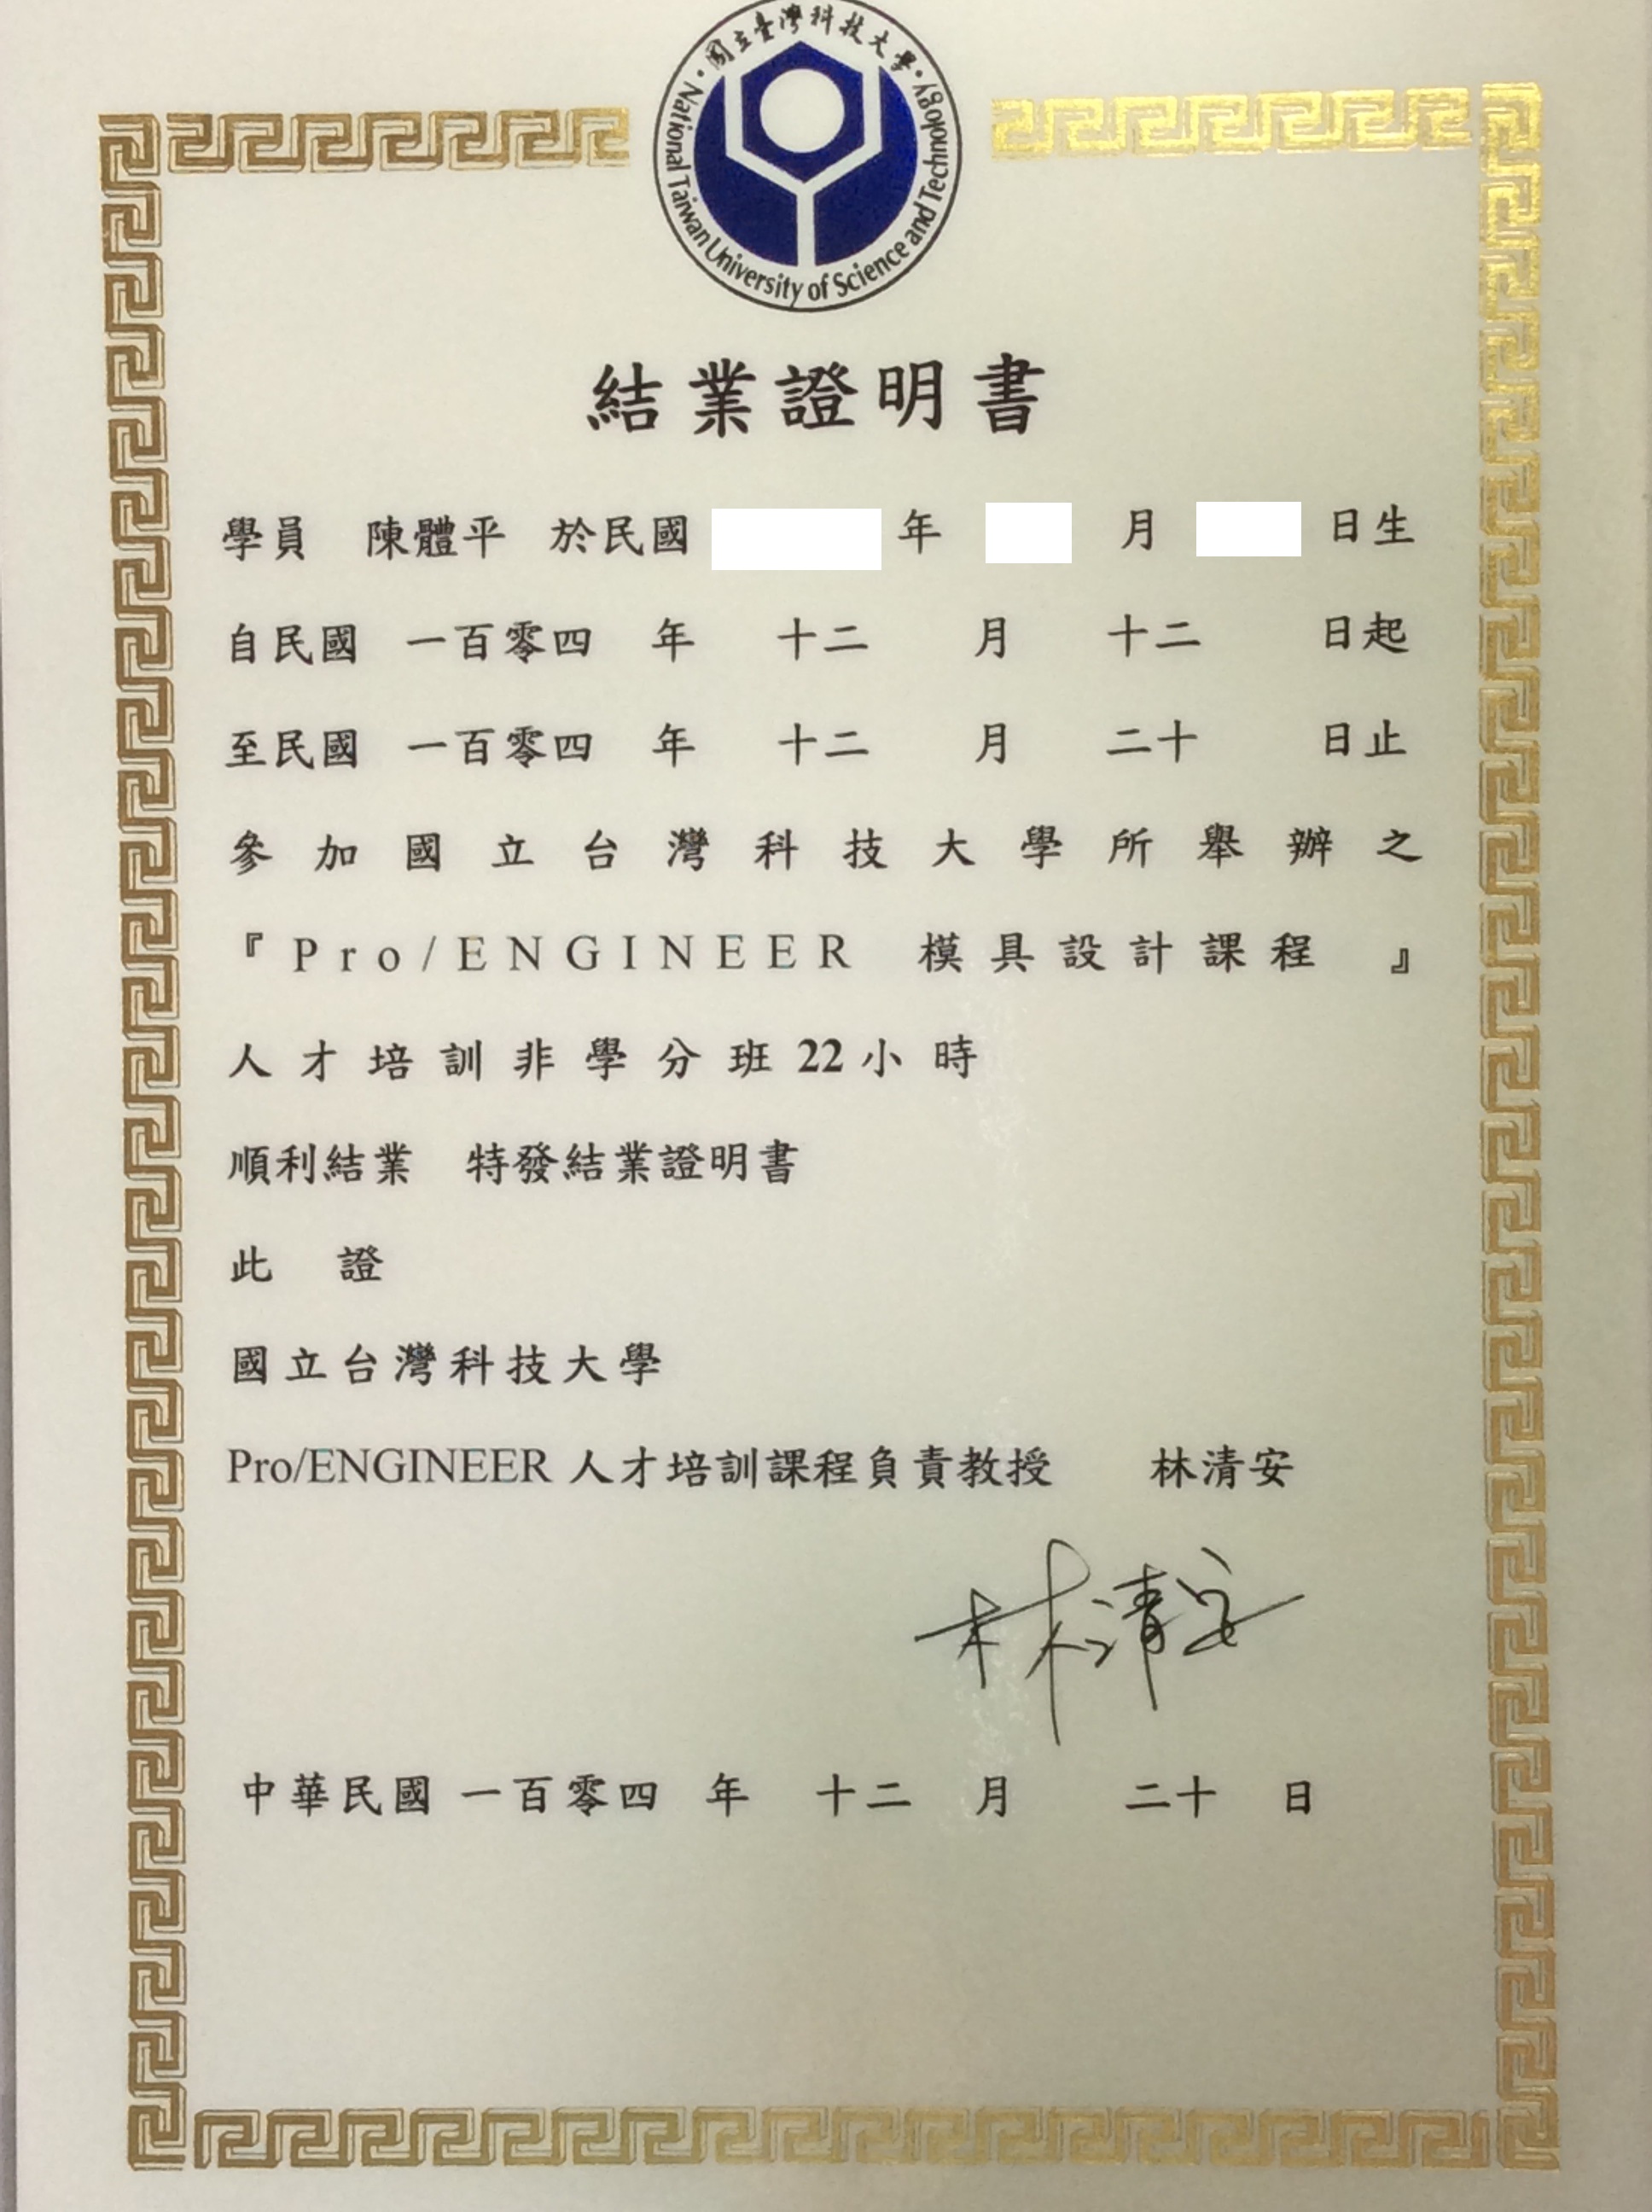 國立臺灣科技大學
National Taiwan University of Science and Technology
結業證明書
學員 陳體平 於民國 年 月 日生
自民國 一百零四 年 十二 月 十二 日起
至民國 一百零四 年 十二 月 二十 日止
參加國立台灣科技大學所舉辦之
『Pro/ENGINEER 模具設計課程』
人才培訓非學分班22小時
順利結業 特發結業證明書
此 證
國立台灣科技大學
Pro/ENGINEER 人才培訓課程負責教授 林清安
林清安
中華民國 一百零四 年 十二 月 二十 日